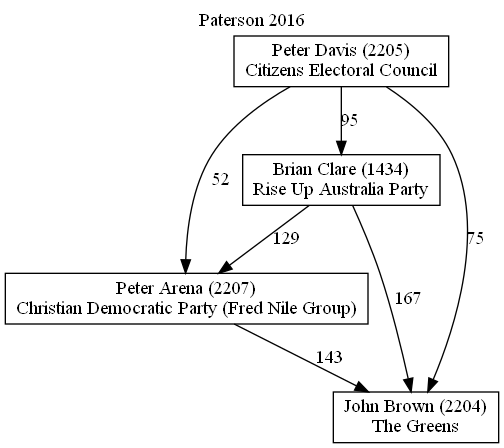 Paterson 2016
Peter Davis (2205)
Citizens Electoral Council
95
Brian Clare (1434)
Rise Up Australia Party
52
129
75
Peter Arena (2207)
Christian Democratic Party (Fred Nile Group)
167
143
John Brown (2204)
The Greens